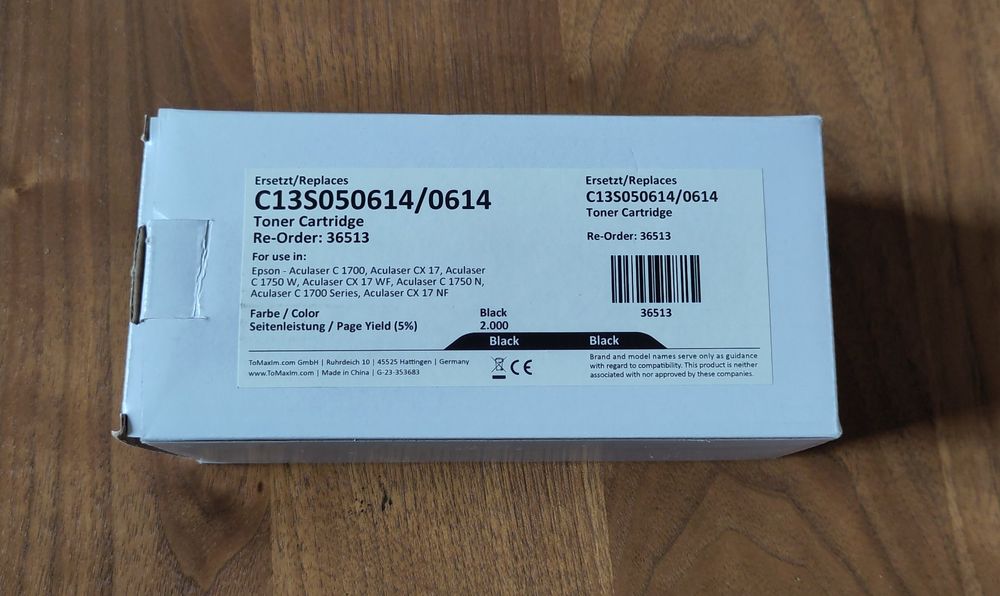 Ersetzt/Replaces
C13S050614/0614
Toner Cartridge
Re-Order: 36513
For use in:
Epson - Aculaser C 1700, Aculaser CX 17, Aculaser
C 1750 W, Aculaser CX 17 WF, Aculaser C 1750 N,
Aculaser C 1700 Series, Aculaser CX 17 NF
Farbe / Color Black
Seitenleistung / Page Yield (5%) 2.000
Black
ToMaxim.com GmbH | Ruhrdeich 10 | 45525 Hattingen | Germany
www.ToMaxim.com | Made in China | G-23-353683
CE
Ersetzt/Replaces
C13S050614/0614
Toner Cartridge
Re-Order: 36513
36513
Black
Brand and model names serve only as guidance
with regard to compatibility. This product is neither
associated with nor approved by these companies.